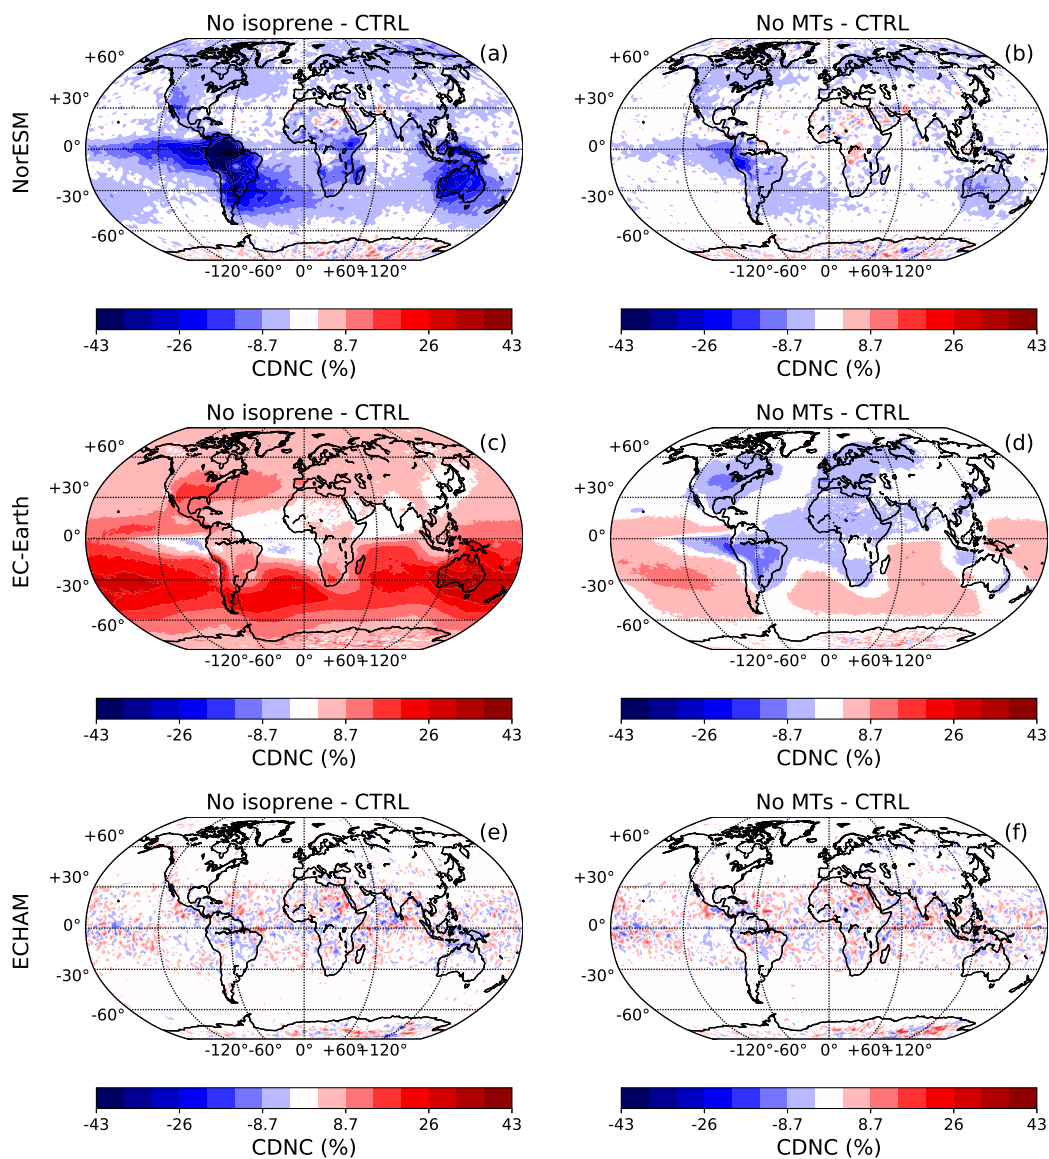 No isoprene - CTRL
No MTs - CTRL
NorESM
(a)
+60°
+30°
0°
-30°
-60°
-120° -60° 0° +60° +120°
(b)
+60°
+30°
0°
-30°
-60°
-120° -60° 0° +60° +120°
-43 -26 -8.7 8.7 26 43
CDNC (%)
-43 -26 -8.7 8.7 26 43
CDNC (%)
No isoprene - CTRL
No MTs - CTRL
EC-Earth
(c)
+60°
+30°
0°
-30°
-60°
-120° -60° 0° +60° +120°
(d)
+60°
+30°
0°
-30°
-60°
-120° -60° 0° +60° +120°
-43 -26 -8.7 8.7 26 43
CDNC (%)
-43 -26 -8.7 8.7 26 43
CDNC (%)
No isoprene - CTRL
No MTs - CTRL
ECHAM
(e)
+60°
+30°
0°
-30°
-60°
-120° -60° 0° +60° +120°
(f)
+60°
+30°
0°
-30°
-60°
-120° -60° 0° +60° +120°
-43 -26 -8.7 8.7 26 43
CDNC (%)
-43 -26 -8.7 8.7 26 43
CDNC (%)